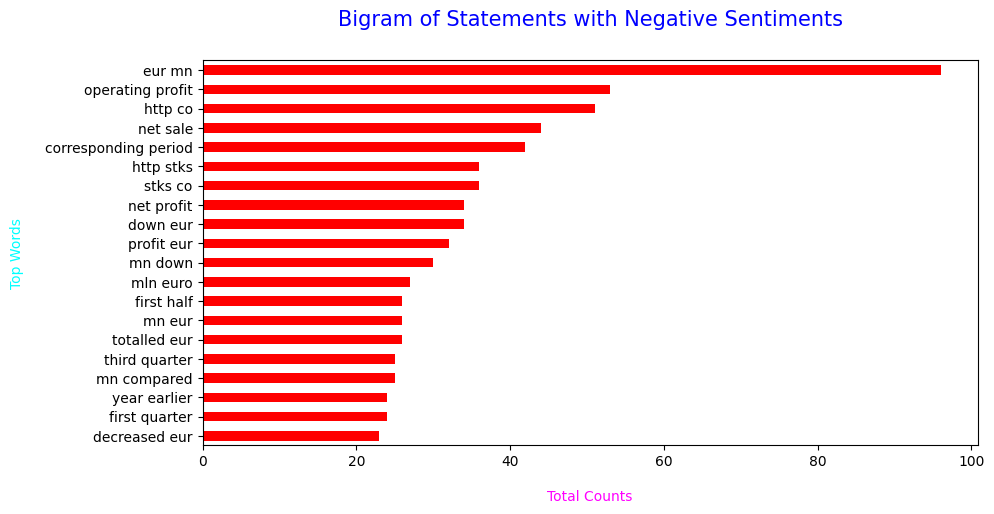 Bigram of Statements with Negative Sentiments
eur mn
operating profit
http co
net sale
corresponding period
http stks
stks co
net profit
down eur
profit eur
mn down
mln euro
first half
mn eur
totalled eur
third quarter
mn compared
year earlier
first quarter
decreased eur
Top Words
0 20 40 60 80 100
Total Counts